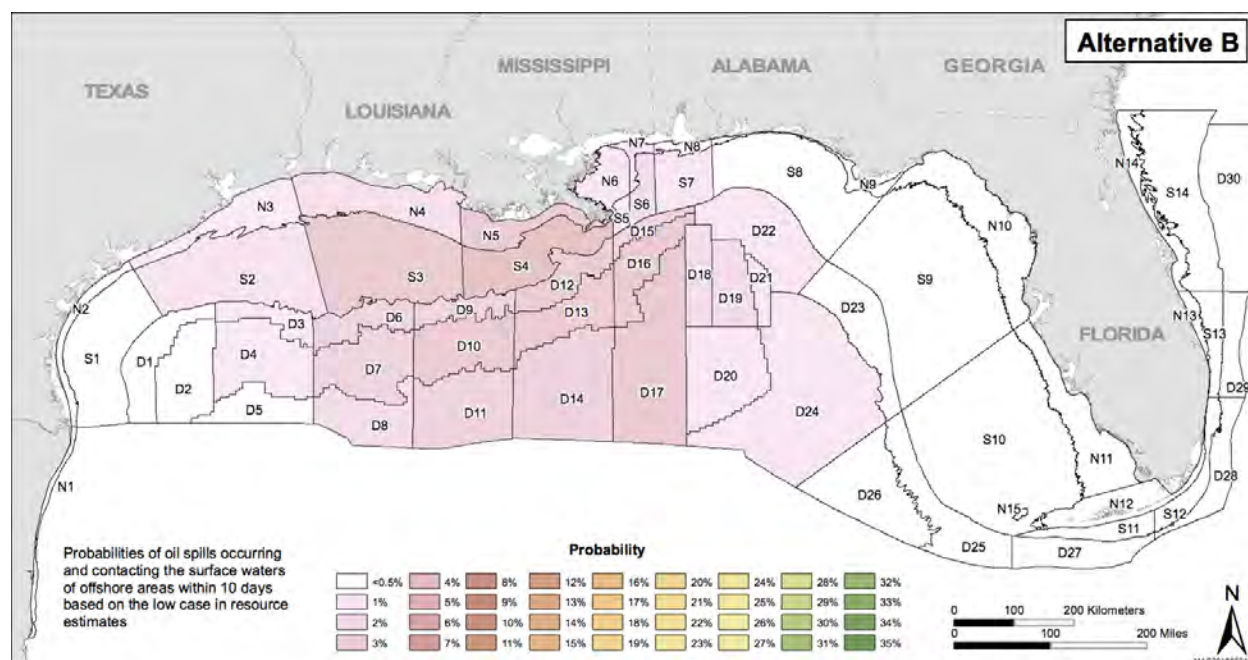 Alternative B
MISSISSIPPI ALABAMA GEORGIA
TEXAS
LOUISIANA
N7 N8
N14
N6 S7 S8 N9 S14 D30
N3 N4 S6 N10
N5 S5 D15 D22
S2 S3 S4 D16 S9
D12 D18 D21
N2 D3 D6 D9 D13 D19 D23 N13 S13
S1 D1 D4 D10 FLORIDA
D2 D7 D20 D29
D5 D11 D14 D17 D24
D8 S10
N11 D28
N1 D26 N15 N12 S12
S11
D25 D27
Probabilities of oil spills occurring
and contacting the surface waters
of offshore areas within 10 days
based on the low case in resource
estimates
Probability
<0.5% 4% 8% 12% 16% 20% 24% 28% 32%
1% 5% 9% 13% 17% 21% 25% 29% 33%
2% 6% 10% 14% 18% 22% 26% 30% 34%
3% 7% 11% 15% 19% 23% 27% 31% 35%
N
0 100 200 Kilometers
0 100 200 Miles